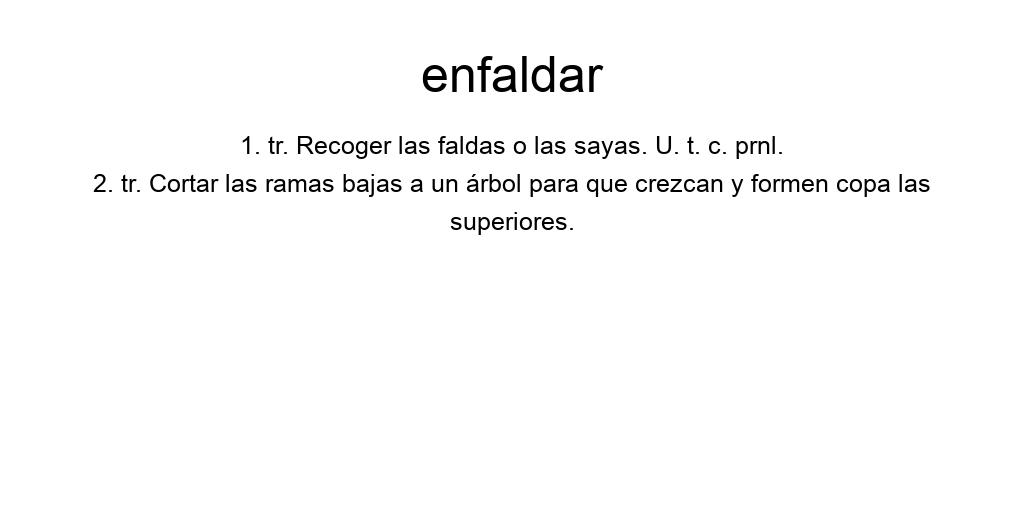 enfaldar
1. tr. Recoger las faldas o las sayas. U. t. c. prnl.
2. tr. Cortar las ramas bajas a un árbol para que crezcan y formen copa las
superiores.